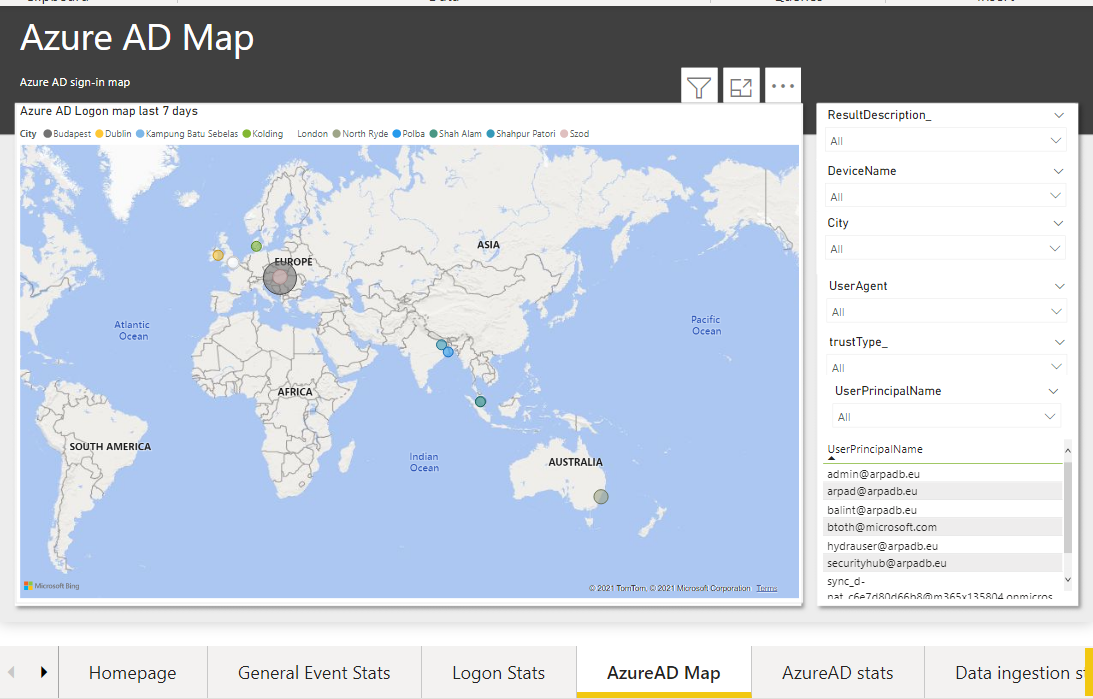 Azure AD Map
Azure AD sign-in map
Azure AD Logon map last 7 days
City Budapest Dublin Kampung Batu Sebelas Kolding London North Ryde Polba Shah Alam Shahpur Patori Szod
ASIA
EUROPE
Atlantic
Ocean
Pacific
Ocean
AFRICA
SOUTH AMERICA
Indian
Ocean
AUSTRALIA
Microsoft Bing
© 2021 TomTom, © 2021 Microsoft Corporation Terms
ResultDescription_
All
DeviceName
All
City
All
UserAgent
All
trustType_
All
UserPrincipalName
All
UserPrincipalName
admin@arpadb.eu
arpad@arpadb.eu
balint@arpadb.eu
btoth@microsoft.com
hydrauser@arpadb.eu
securityhub@arpadb.eu
sync_d-
nat_c6e7d80d66b8@m365x135804.onmicros
Homepage General Event Stats Logon Stats AzureAD Map AzureAD stats Data ingestion s